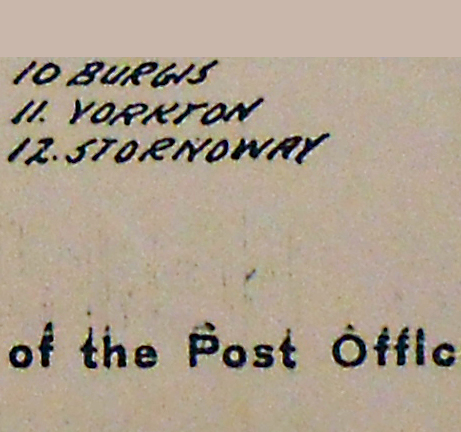 10 BURGIS
11. YORKTON
12. STORNOWAY
of the Post Offic